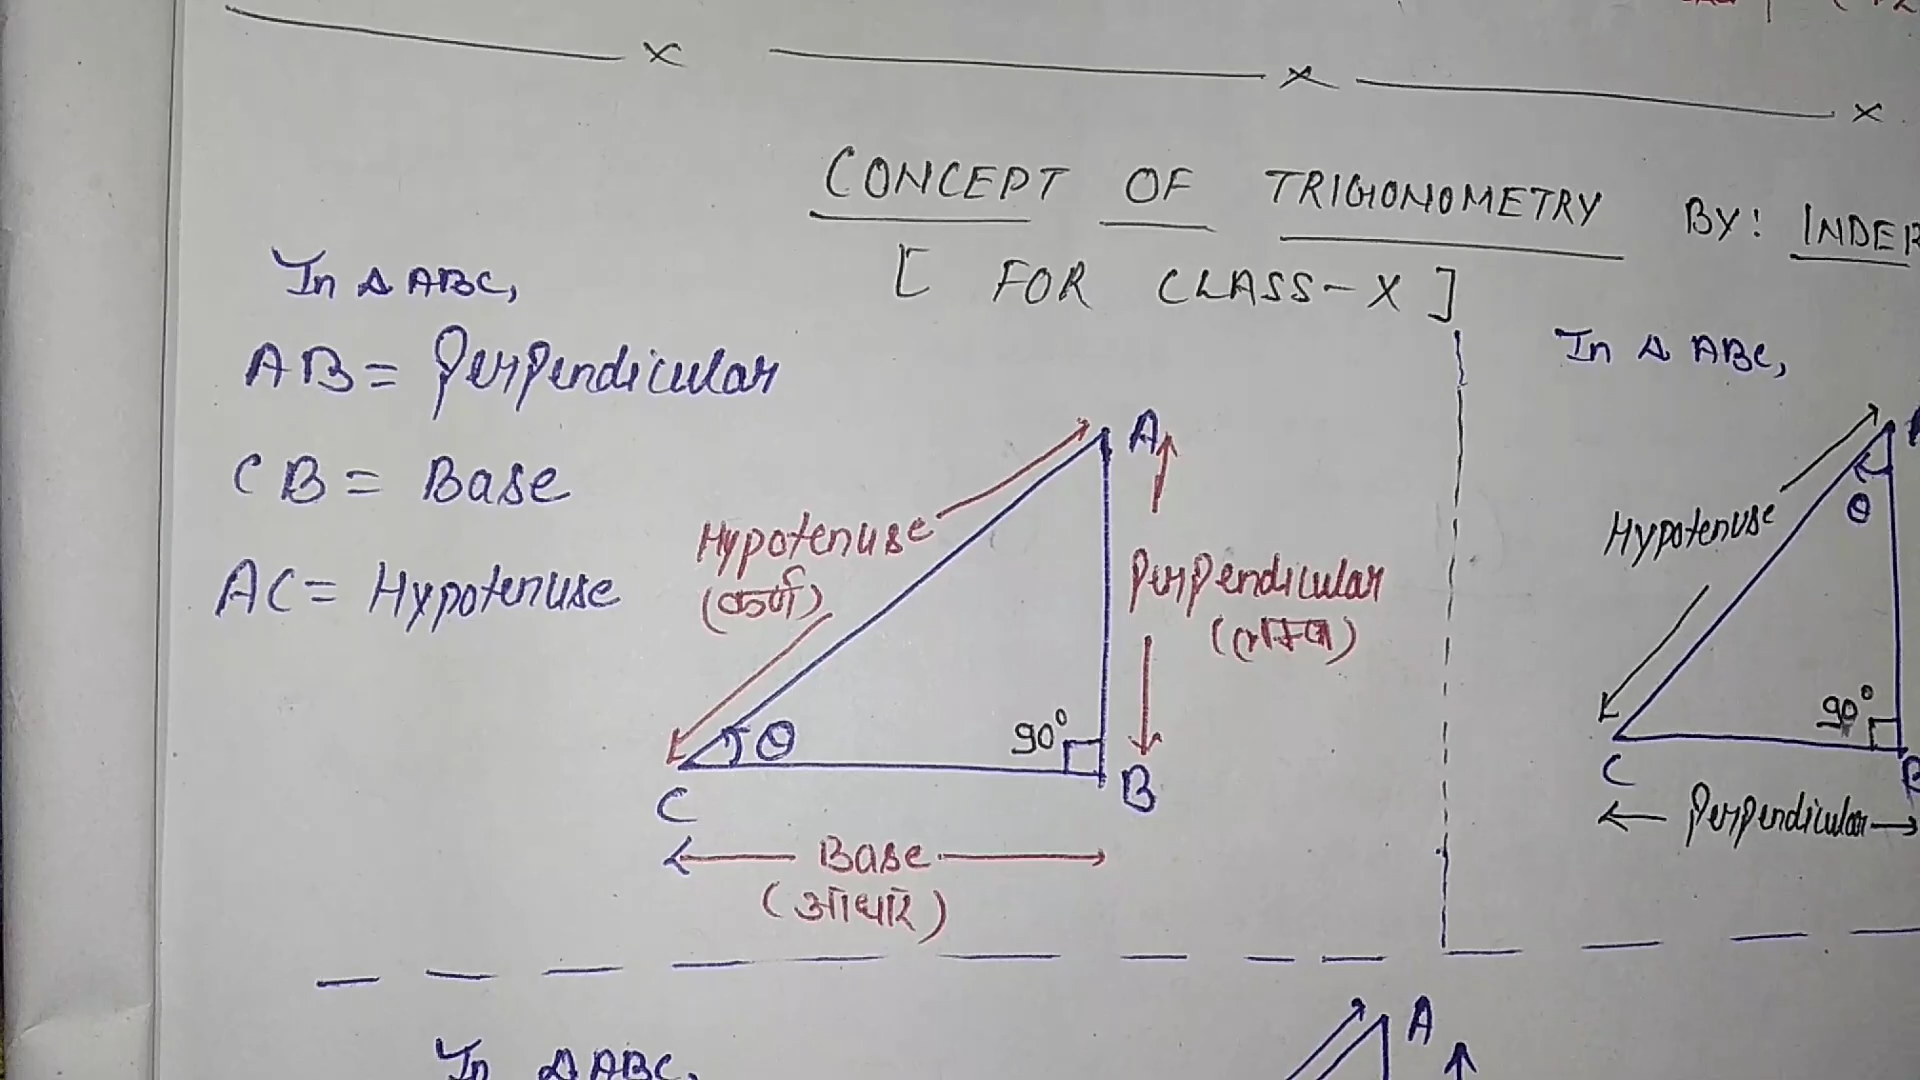 CONCEPT OF TRIGONOMETRY BY: INDER
[ FOR CLASS-X ]
In Δ ABC,
AB = Perpendicular
CB = Base
AC = Hypotenuse
A
Hypotenuse
(कर्ण)
Perpendicular
(लम्ब)
θ
90°
C
B
Base
(आधार)
In Δ ABC,
Hypotenuse
θ
90°
C
B
Perpendicular
In Δ ABC,
A